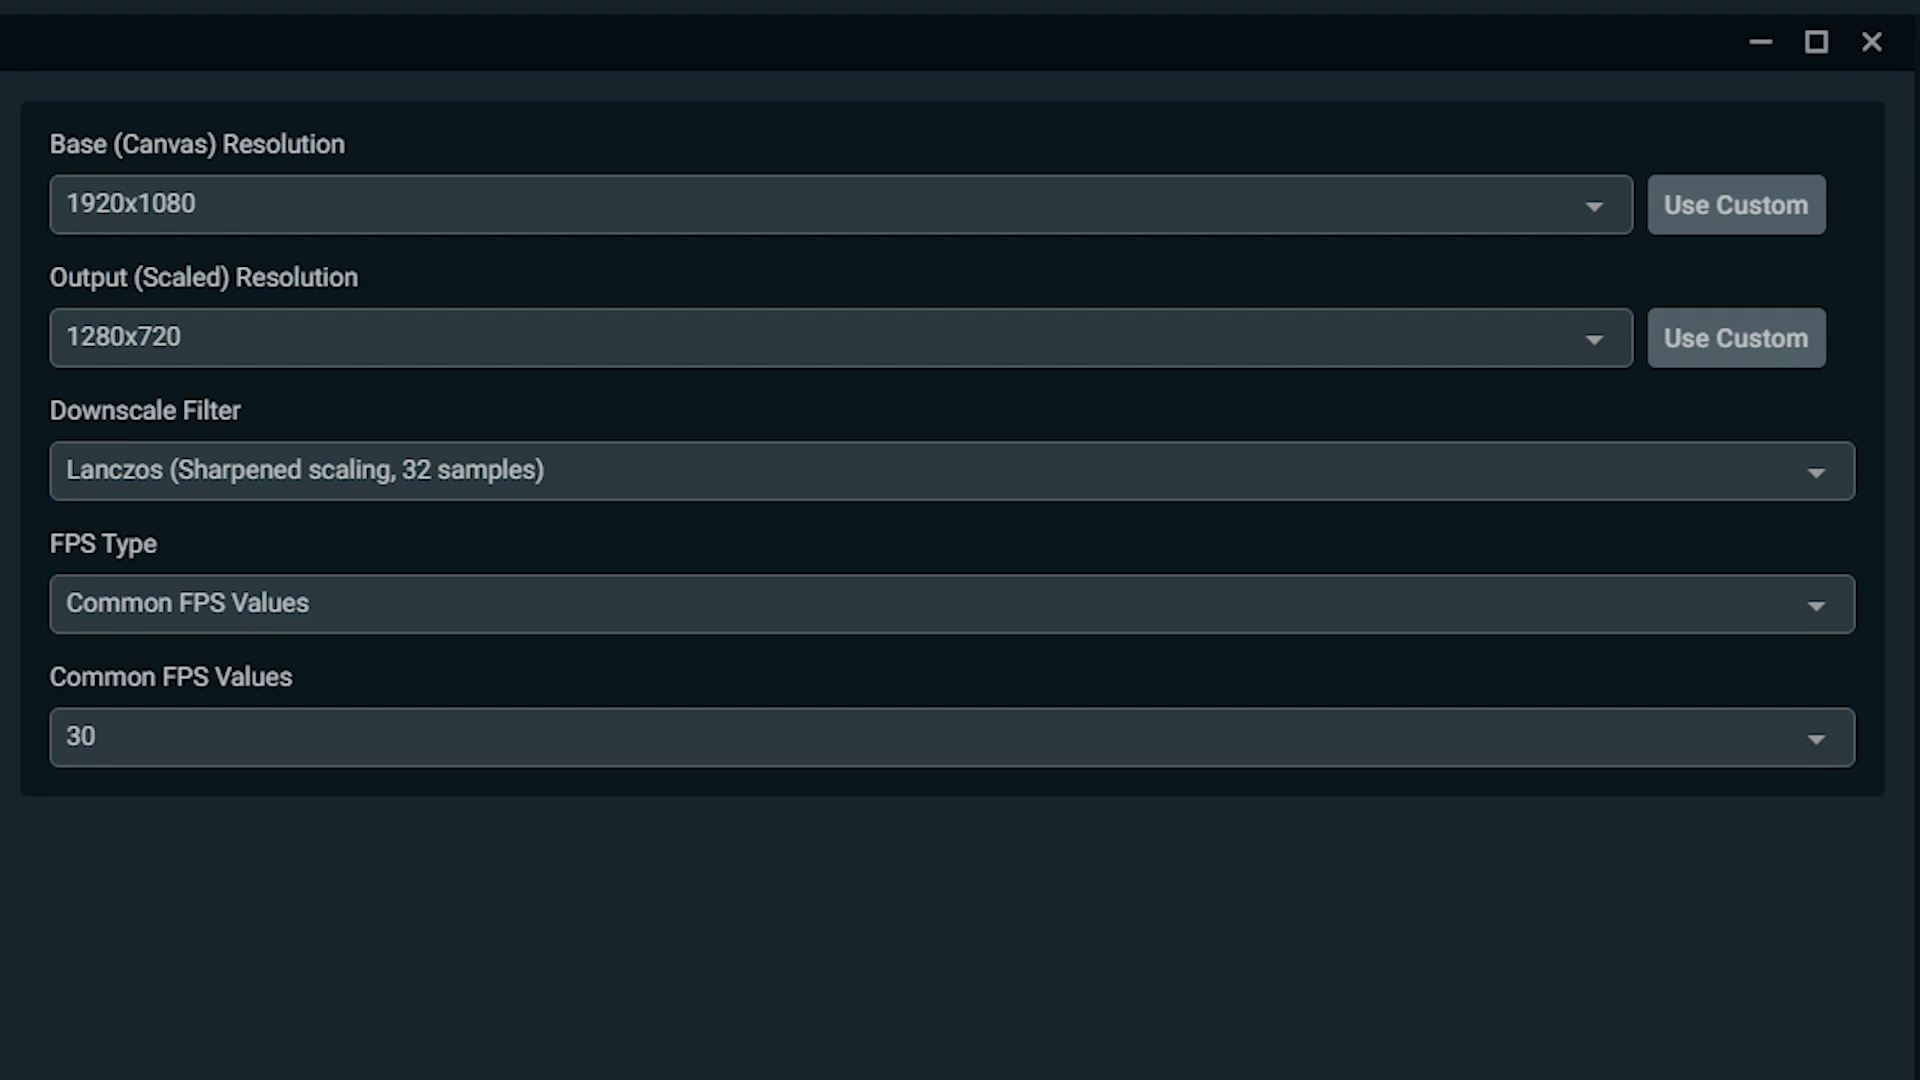 Base (Canvas) Resolution
1920x1080
Use Custom
Output (Scaled) Resolution
1280x720
Use Custom
Downscale Filter
Lanczos (Sharpened scaling, 32 samples)
FPS Type
Common FPS Values
Common FPS Values
30